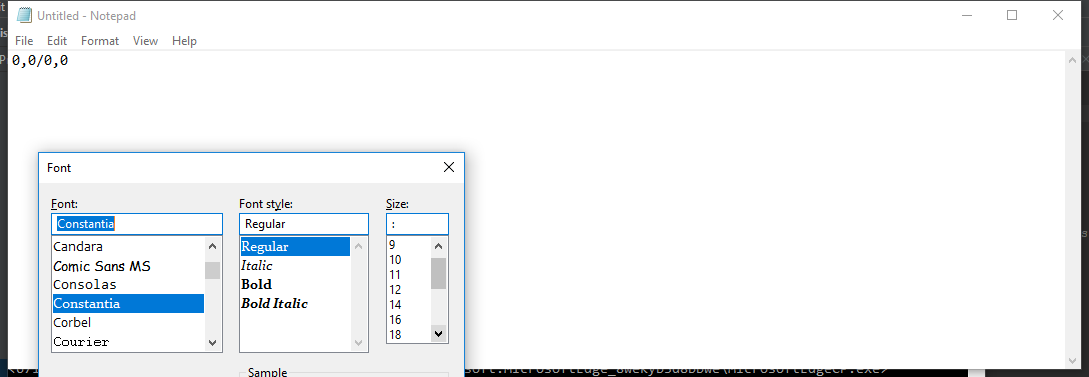 Untitled - Notepad
File Edit Format View Help
0,0/0,0
Font
Font: Font style: Size:
Constantia Regular :
Candara Regular 9
Comic Sans MS Italic 10
Consolas Bold 11
Constantia Bold Italic 12
Corbel 14
Courier 16
18
Sample